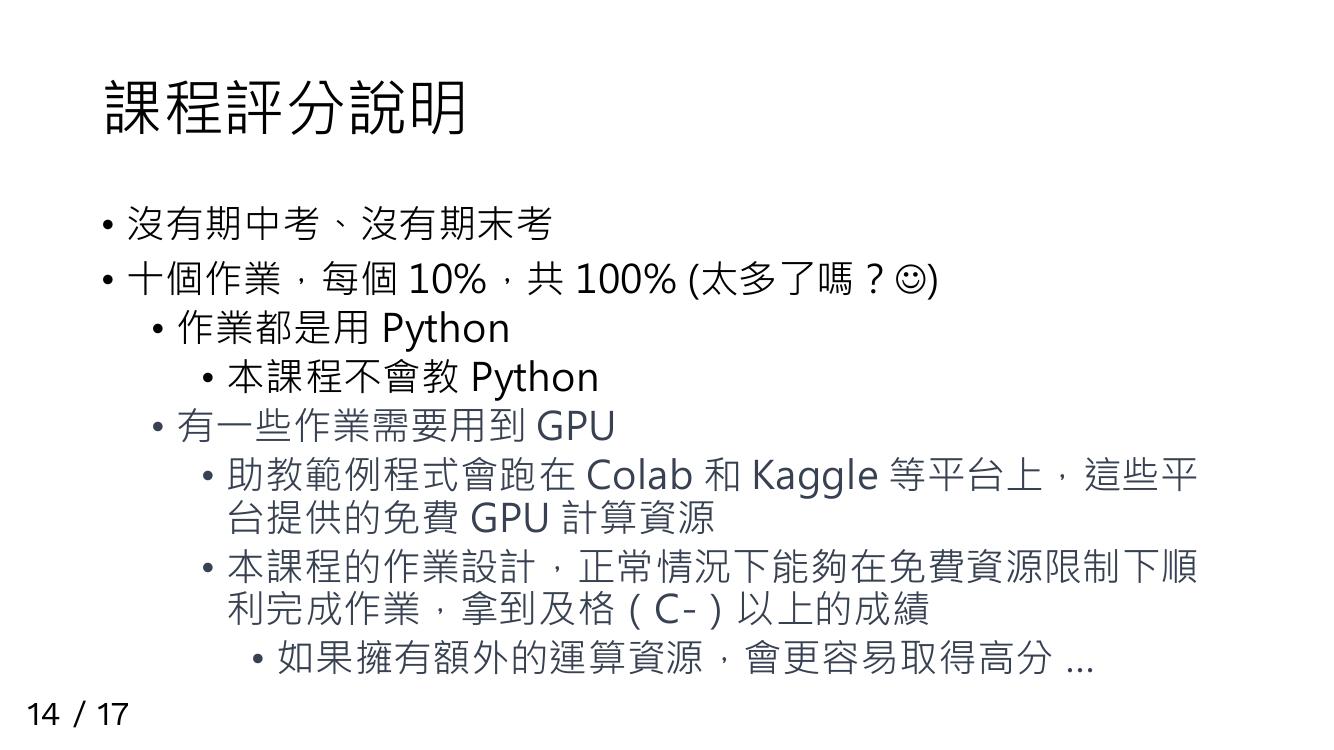 課程評分說明
• 沒有期中考、沒有期末考
• 十個作業，每個 10%，共 100% (太多了嗎？☺)
• 作業都是用 Python
• 本課程不會教 Python
• 有一些作業需要用到 GPU
• 助教範例程式會跑在 Colab 和 Kaggle 等平台上，這些平
台提供的免費 GPU 計算資源
• 本課程的作業設計，正常情況下能夠在免費資源限制下順
利完成作業，拿到及格（C-）以上的成績
• 如果擁有額外的運算資源，會更容易取得高分 …
14 / 17